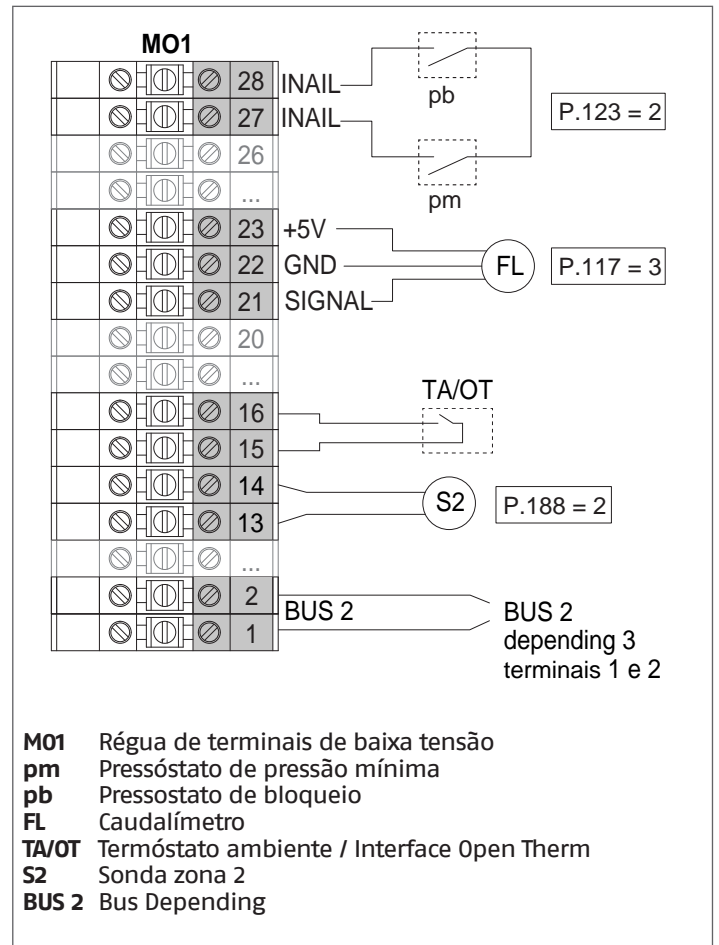 MO1
28 INAIL
pb
27 INAIL
P.123 = 2
26
...
pm
23 +5V
22 GND
FL
P.117 = 3
21 SIGNAL
20
...
TA/OT
16
15
14
S2
P.188 = 2
13
...
2
BUS 2
1
BUS 2
depending 3
terminais 1 e 2
M01 Régua de terminais de baixa tensão
pm Pressóstato de pressão mínima
pb Pressostato de bloqueio
FL Caudalímetro
TA/OT Termóstato ambiente / Interface Open Therm
S2 Sonda zona 2
BUS 2 Bus Depending